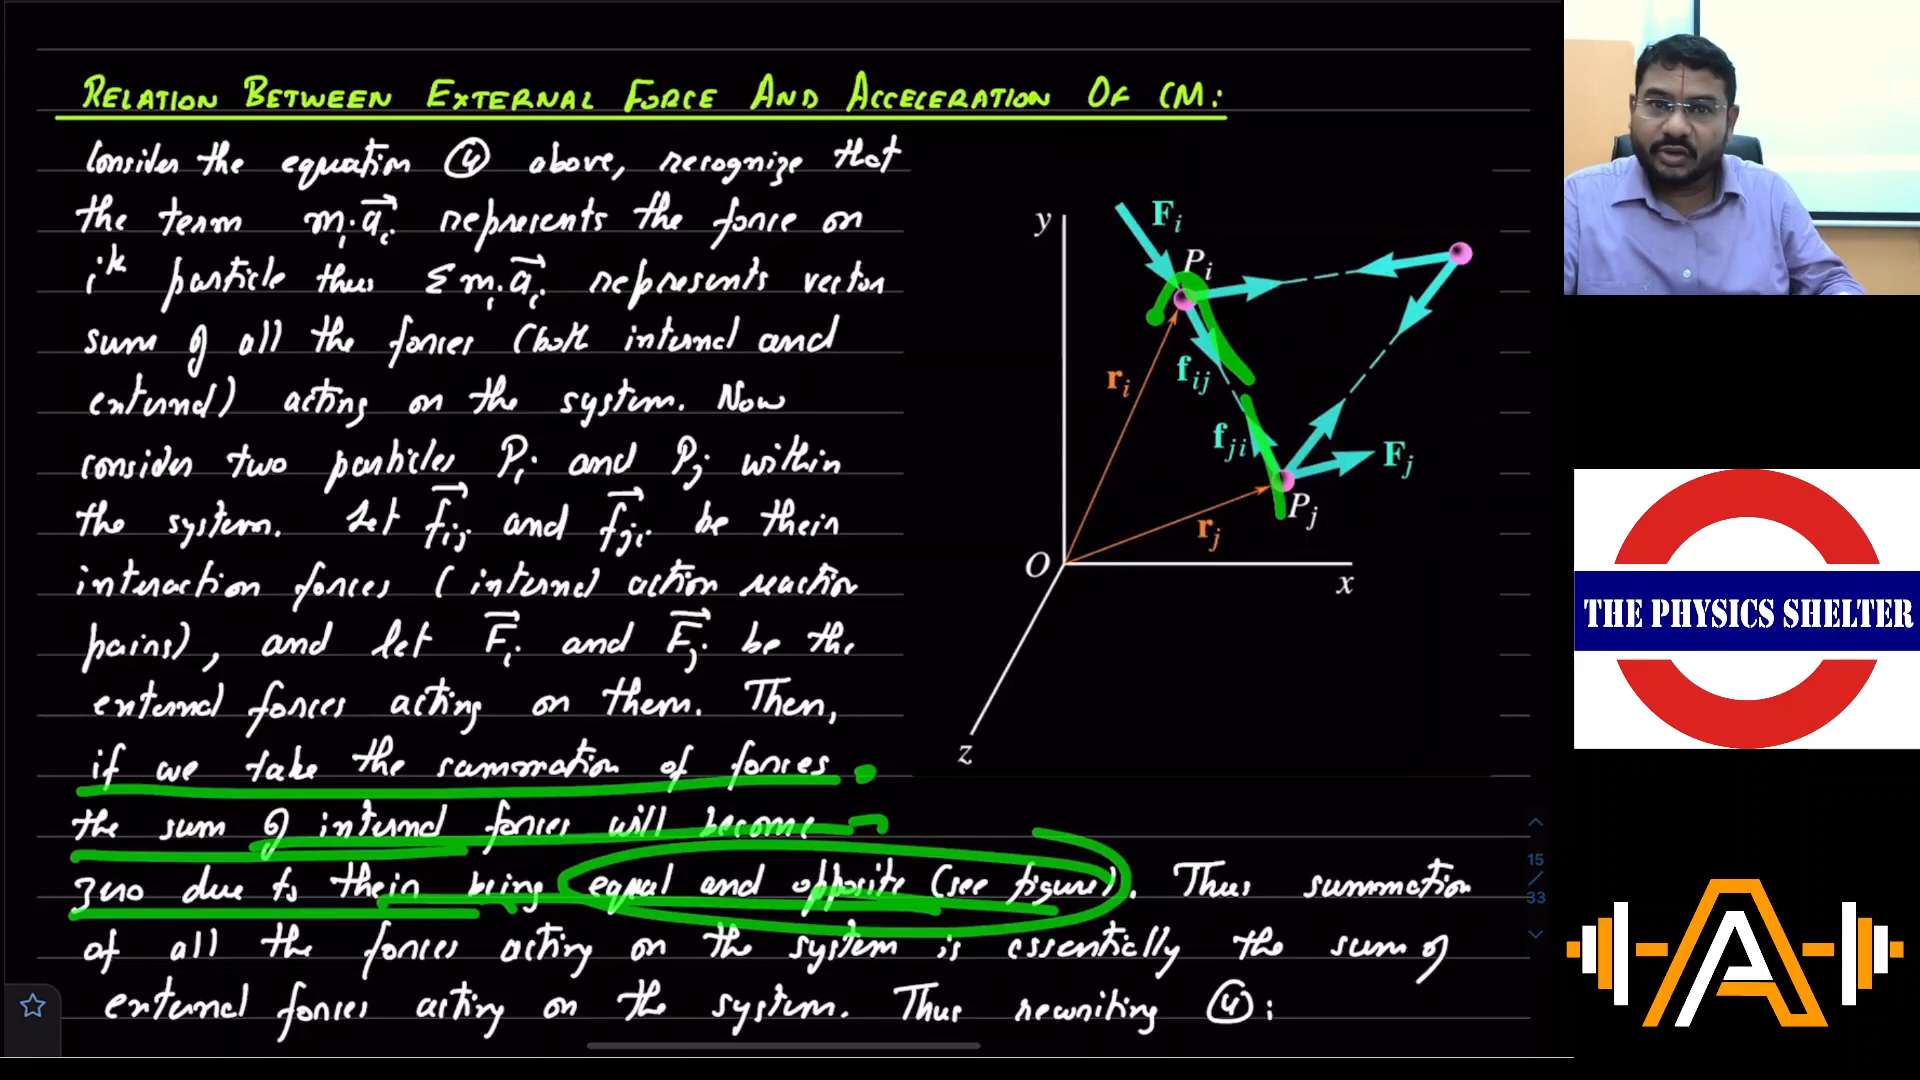 RELATION BETWEEN EXTERNAL FORCE AND ACCELERATION OF CM:
Consider the equation ④ above, recognize that
the term mᵢaᵢ represents the force on
iᵗʰ particle thus Σmᵢaᵢ represents vector
sum of all the forces (both internal and
external) acting on the system. Now
consider two particles Pᵢ and Pⱼ within
the system. Let fᵢⱼ and fⱼᵢ be their
interaction forces (internal action reaction
pairs), and let Fᵢ and Fⱼ be the
external forces acting on them. Then,
if we take the summation of forces
the sum of internal forces will become
zero due to their being equal and opposite (see figure). Thus summation
of all the forces acting on the system is essentially the sum of
external forces acting on the system. Thus rewriting ④:
y
Fᵢ
Pᵢ
rᵢ
fᵢⱼ
fⱼᵢ
Fⱼ
Pⱼ
rⱼ
O
x
z
15
/
33
THE PHYSICS SHELTER
A